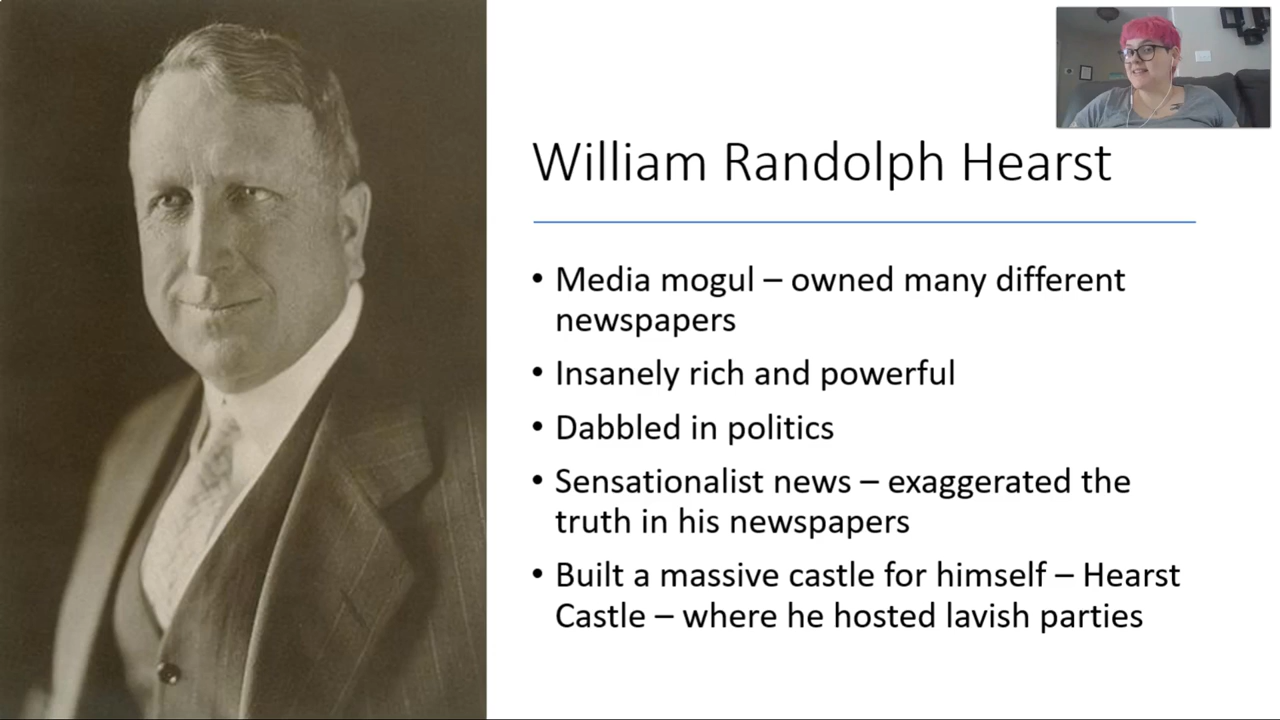 William Randolph Hearst
• Media mogul – owned many different
newspapers
• Insanely rich and powerful
• Dabbled in politics
• Sensationalist news – exaggerated the
truth in his newspapers
• Built a massive castle for himself – Hearst
Castle – where he hosted lavish parties